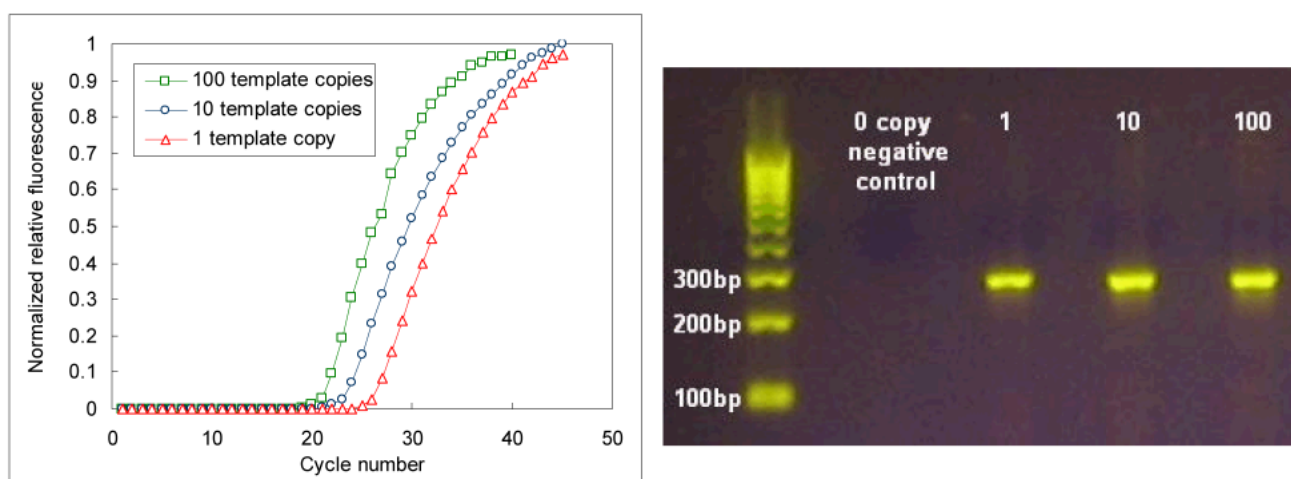 1
0.9
0.8
0.7
0.6
0.5
0.4
0.3
0.2
0.1
0
Normalized relative fluorescence
100 template copies
10 template copies
1 template copy
0 10 20 30 40 50
Cycle number
0 copy 1 10 100
negative
control
300bp
200bp
100bp